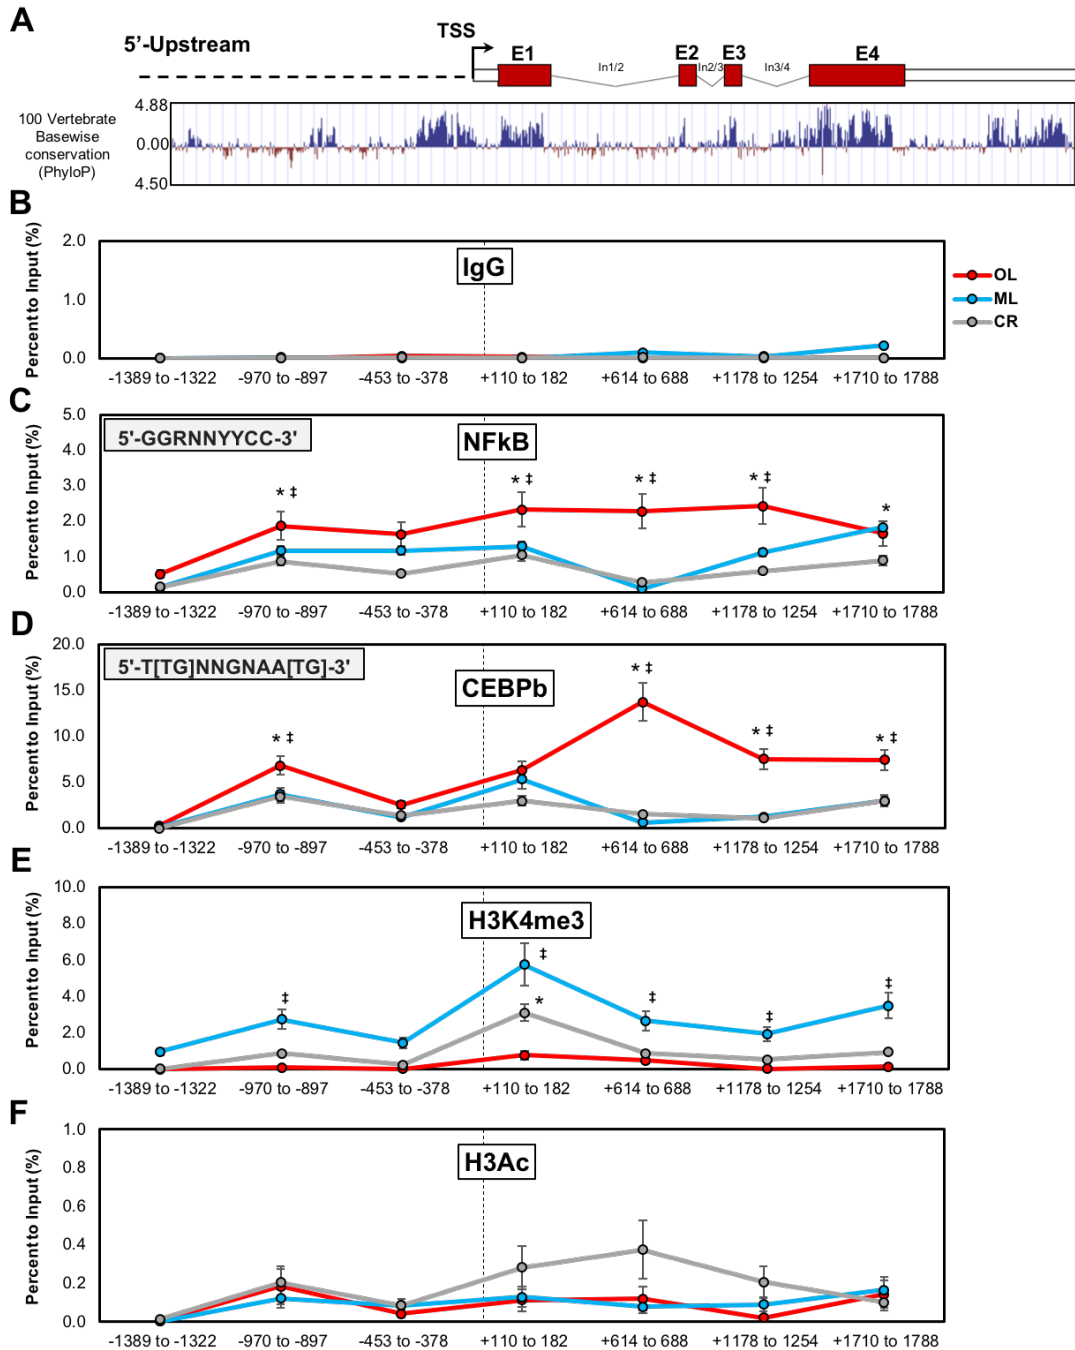 A
5'-Upstream
TSS
E1
E2
E3
E4
In1/2
In2/3
In3/4
100 Vertebrate
Basewise
conservation
(PhyloP)
4.88
0.00
4.50
B
Percent to Input (%)
2.0
1.0
0.0
IgG
OL
ML
CR
-1389 to -1322 -970 to -897 -453 to -378 +110 to 182 +614 to 688 +1178 to 1254 +1710 to 1788
C
Percent to Input (%)
5.0
4.0
3.0
2.0
1.0
0.0
5'-GGRNNYYCC-3'
NFkB
* ‡
* ‡
* ‡
* ‡
*
-1389 to -1322 -970 to -897 -453 to -378 +110 to 182 +614 to 688 +1178 to 1254 +1710 to 1788
D
Percent to Input (%)
20.0
15.0
10.0
5.0
0.0
5'-T[TG]NNGNAA[TG]-3'
CEBPb
* ‡
* ‡
* ‡
* ‡
-1389 to -1322 -970 to -897 -453 to -378 +110 to 182 +614 to 688 +1178 to 1254 +1710 to 1788
E
Percent to Input (%)
10.0
8.0
6.0
4.0
2.0
0.0
H3K4me3
‡
‡
*
‡
‡
‡
-1389 to -1322 -970 to -897 -453 to -378 +110 to 182 +614 to 688 +1178 to 1254 +1710 to 1788
F
Percent to Input (%)
1.0
0.8
0.6
0.4
0.2
0.0
H3Ac
-1389 to -1322 -970 to -897 -453 to -378 +110 to 182 +614 to 688 +1178 to 1254 +1710 to 1788